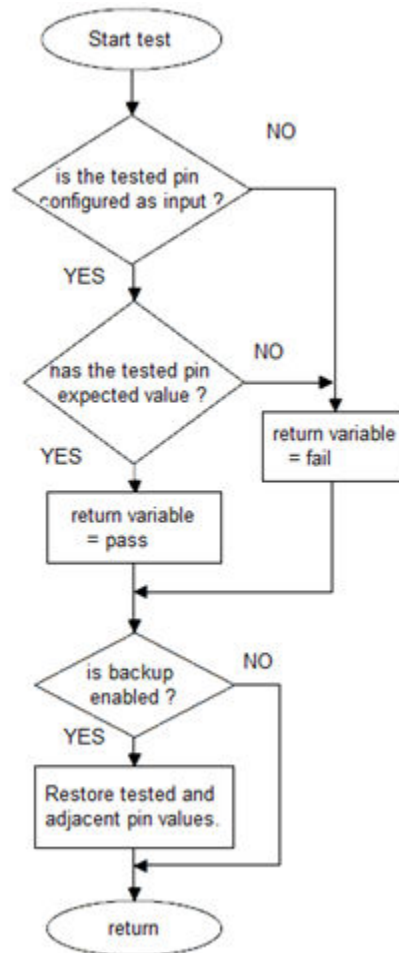 Start test
NO
is the tested pin
configured as input ?
YES
has the tested pin
expected value ?
NO
return variable
= fail
YES
return variable
= pass
is backup
enabled ?
NO
YES
Restore tested and
adjacent pin values.
return